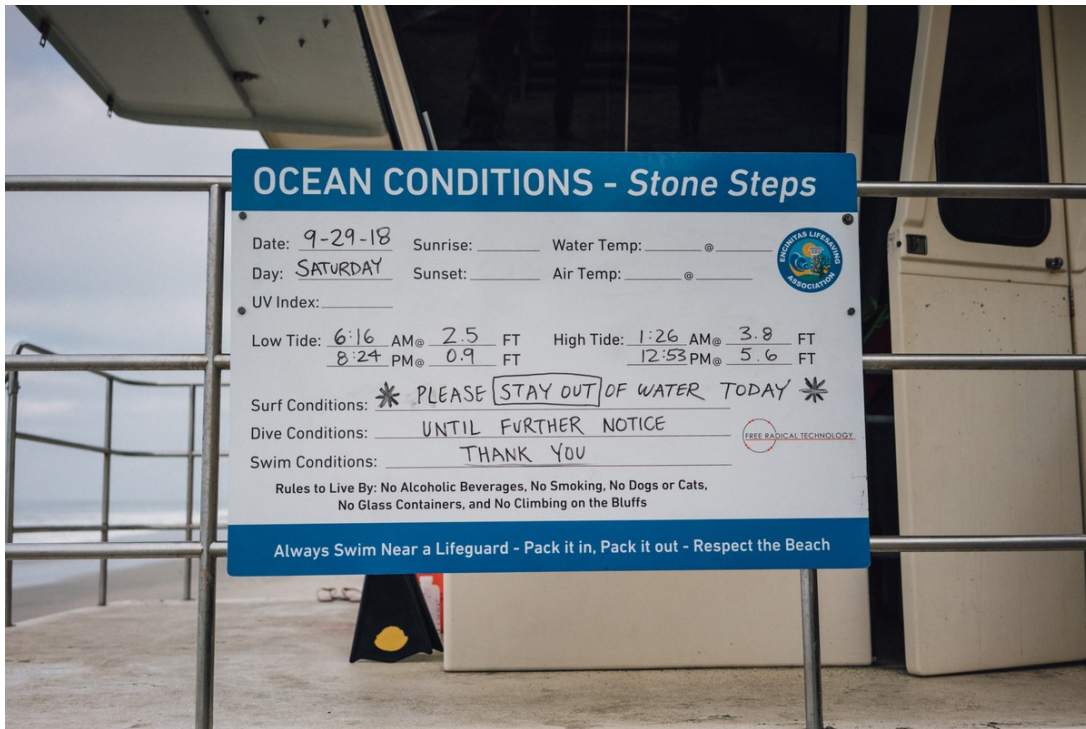 OCEAN CONDITIONS - Stone Steps
Date: 9-29-18 Sunrise: Water Temp: @
Day: SATURDAY Sunset: Air Temp: @
ENCINITAS LIFESAVING ASSOCIATION
UV Index:
Low Tide: 6:16 AM@ 2.5 FT High Tide: 1:26 AM@ 3.8 FT
8:24 PM@ 0.9 FT 12:53 PM@ 5.6 FT
Surf Conditions: * PLEASE STAY OUT OF WATER TODAY *
Dive Conditions: UNTIL FURTHER NOTICE
FREE RADICAL TECHNOLOGY
Swim Conditions: THANK YOU
Rules to Live By: No Alcoholic Beverages, No Smoking, No Dogs or Cats,
No Glass Containers, and No Climbing on the Bluffs
Always Swim Near a Lifeguard - Pack it in, Pack it out - Respect the Beach